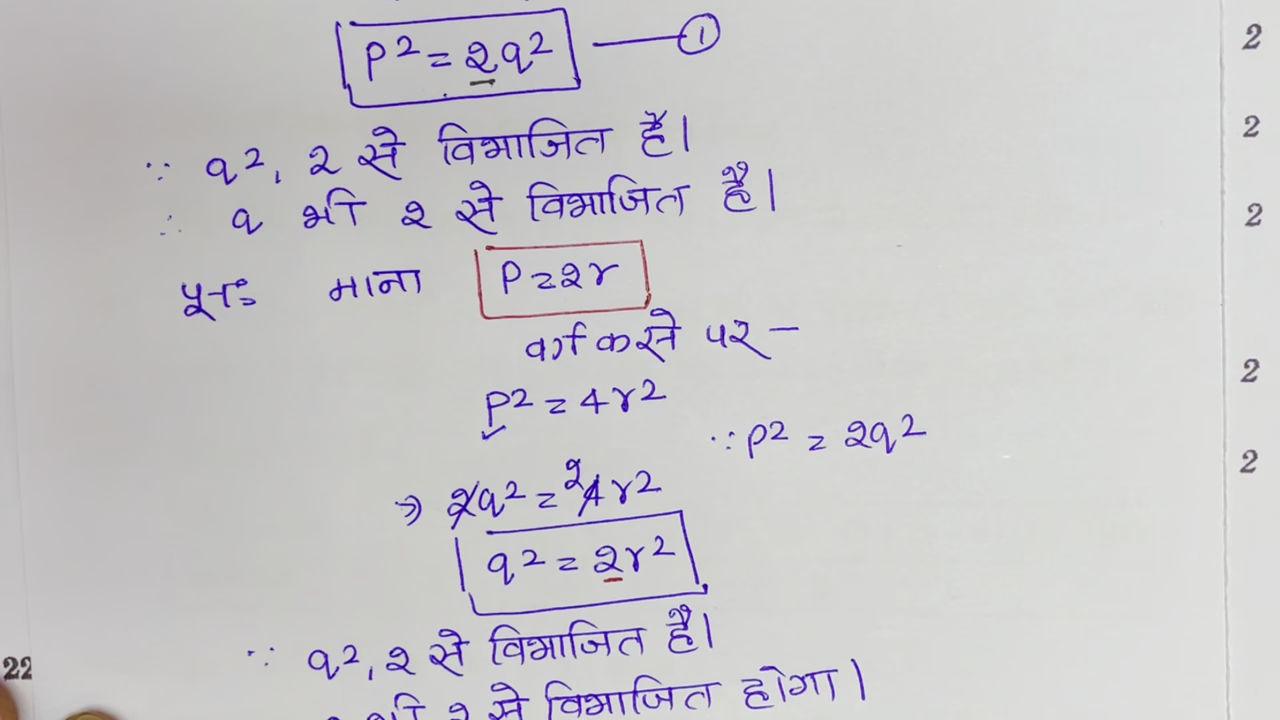 P² = 2q² —— ①
∵ q², 2 से विभाजित है।
∴ q भी 2 से विभाजित है।
पुनः माना P = 2r
वर्ग करने पर –
P² = 4r²
∵ p² = 2q²
⇒ 2q² = 2 4r²
q² = 2r²
∵ q², 2 से विभाजित है।
भी 2 से विभाजित होगा।
22
2
2
2
2
2